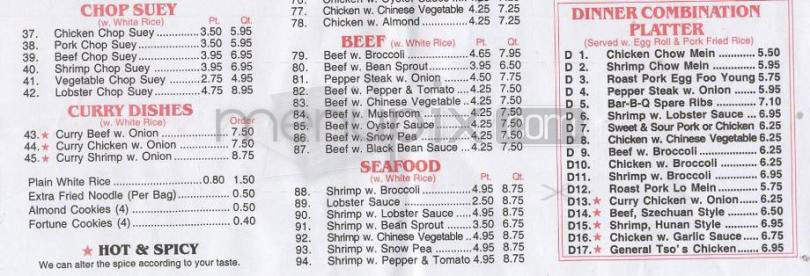 CHOP SUEY
(w. White Rice) Pt. Qt.
37. Chicken Chop Suey 3.50 5.95
38. Pork Chop Suey 3.50 5.95
39. Beef Chop Suey 3.95 6.95
40. Shrimp Chop Suey 3.95 6.95
41. Vegetable Chop Suey 2.75 4.95
42. Lobster Chop Suey 4.75 8.95
CURRY DISHES
(w. White Rice) Order
43.★ Curry Beef w. Onion 7.50
44.★ Curry Chicken w. Onion 7.50
45.★ Curry Shrimp w. Onion 8.75
Plain White Rice 0.80 1.50
Extra Fried Noodle (Per Bag) 0.50
Almond Cookies (4) 0.50
Fortune Cookies (4) 0.40
★ HOT & SPICY
We can alter the spice according to your taste.
77. Chicken w. Chinese Vegetable 4.25 7.25
78. Chicken w. Almond 4.25 7.25
BEEF (w. White Rice) Pt. Qt.
79. Beef w. Broccoli 4.65 7.95
80. Beef w. Bean Sprout 3.95 6.50
81. Pepper Steak w. Onion 4.50 7.75
82. Beef w. Pepper & Tomato 4.25 7.50
83. Beef w. Chinese Vegetable 4.25 7.50
84. Beef w. Mushroom 4.25 7.50
85. Beef w. Oyster Sauce 4.25 7.50
86. Beef w. Snow Pea 4.25 7.50
87. Beef w. Black Bean Sauce 4.25 7.50
SEAFOOD
(w. White Rice) Pt. Qt.
88. Shrimp w. Broccoli 4.95 8.75
89. Lobster Sauce 2.50 8.75
90. Shrimp w. Lobster Sauce 4.95 8.75
91. Shrimp w. Bean Sprout 3.50 6.75
92. Shrimp w. Chinese Vegetable 4.95 8.75
93. Shrimp w. Snow Pea 4.95 8.75
94. Shrimp w. Pepper & Tomato 4.95 8.75
DINNER COMBINATION
PLATTER
(Served w. Egg Roll & Pork Fried Rice)
D 1. Chicken Chow Mein 5.50
D 2. Shrimp Chow Mein 5.95
D 3. Roast Pork Egg Foo Young 5.75
D 4. Pepper Steak w. Onion 5.95
D 5. Bar-B-Q Spare Ribs 7.10
D 6. Shrimp w. Lobster Sauce 6.95
D 7. Sweet & Sour Pork or Chicken 6.25
D 8. Chicken w. Chinese Vegetable 6.25
D 9. Beef w. Broccoli 6.25
D10. Chicken w. Broccoli 6.25
D11. Shrimp w. Broccoli 6.95
D12. Roast Pork Lo Mein 5.75
D13.★ Curry Chicken w. Onion 6.25
D14.★ Beef, Szechuan Style 6.50
D15.★ Shrimp, Hunan Style 6.95
D16.★ Chicken w. Garlic Sauce 6.75
D17.★ General Tso's Chicken 6.95